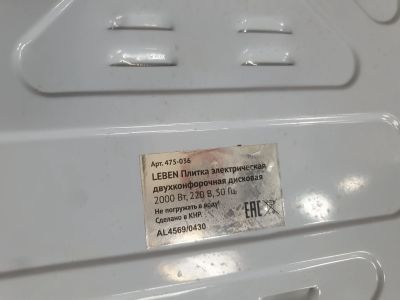 Арт. 475-036
LEBEN Плитка электрическая
двухконфорочная дисковая
2000 Вт, 220 В, 50 Гц.
Не погружать в воду!
Сделано в КНР.
AL4569/0430
EAC